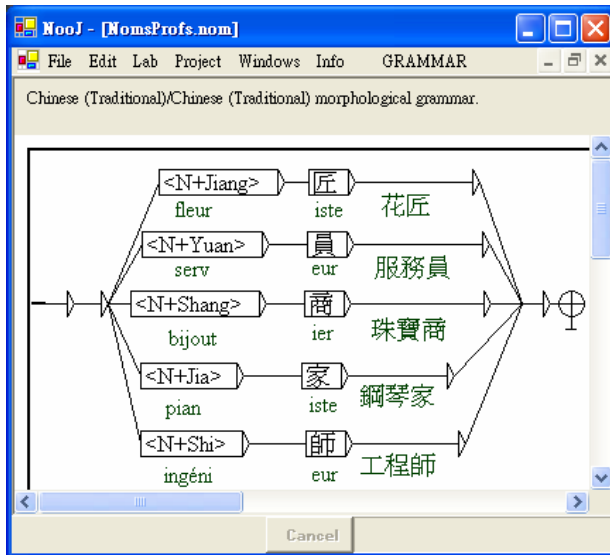 NooJ - [NomsProfs.nom]
File Edit Lab Project Windows Info GRAMMAR
Chinese (Traditional)/Chinese (Traditional) morphological grammar.
<N+Jiang> 匠 花匠
fleur iste
<N+Yuan> 員 服務員
serv eur
<N+Shang> 商 珠寶商
bijout ier
<N+Jia> 家 鋼琴家
pian iste
<N+Shi> 師 工程師
ingéni eur
Cancel